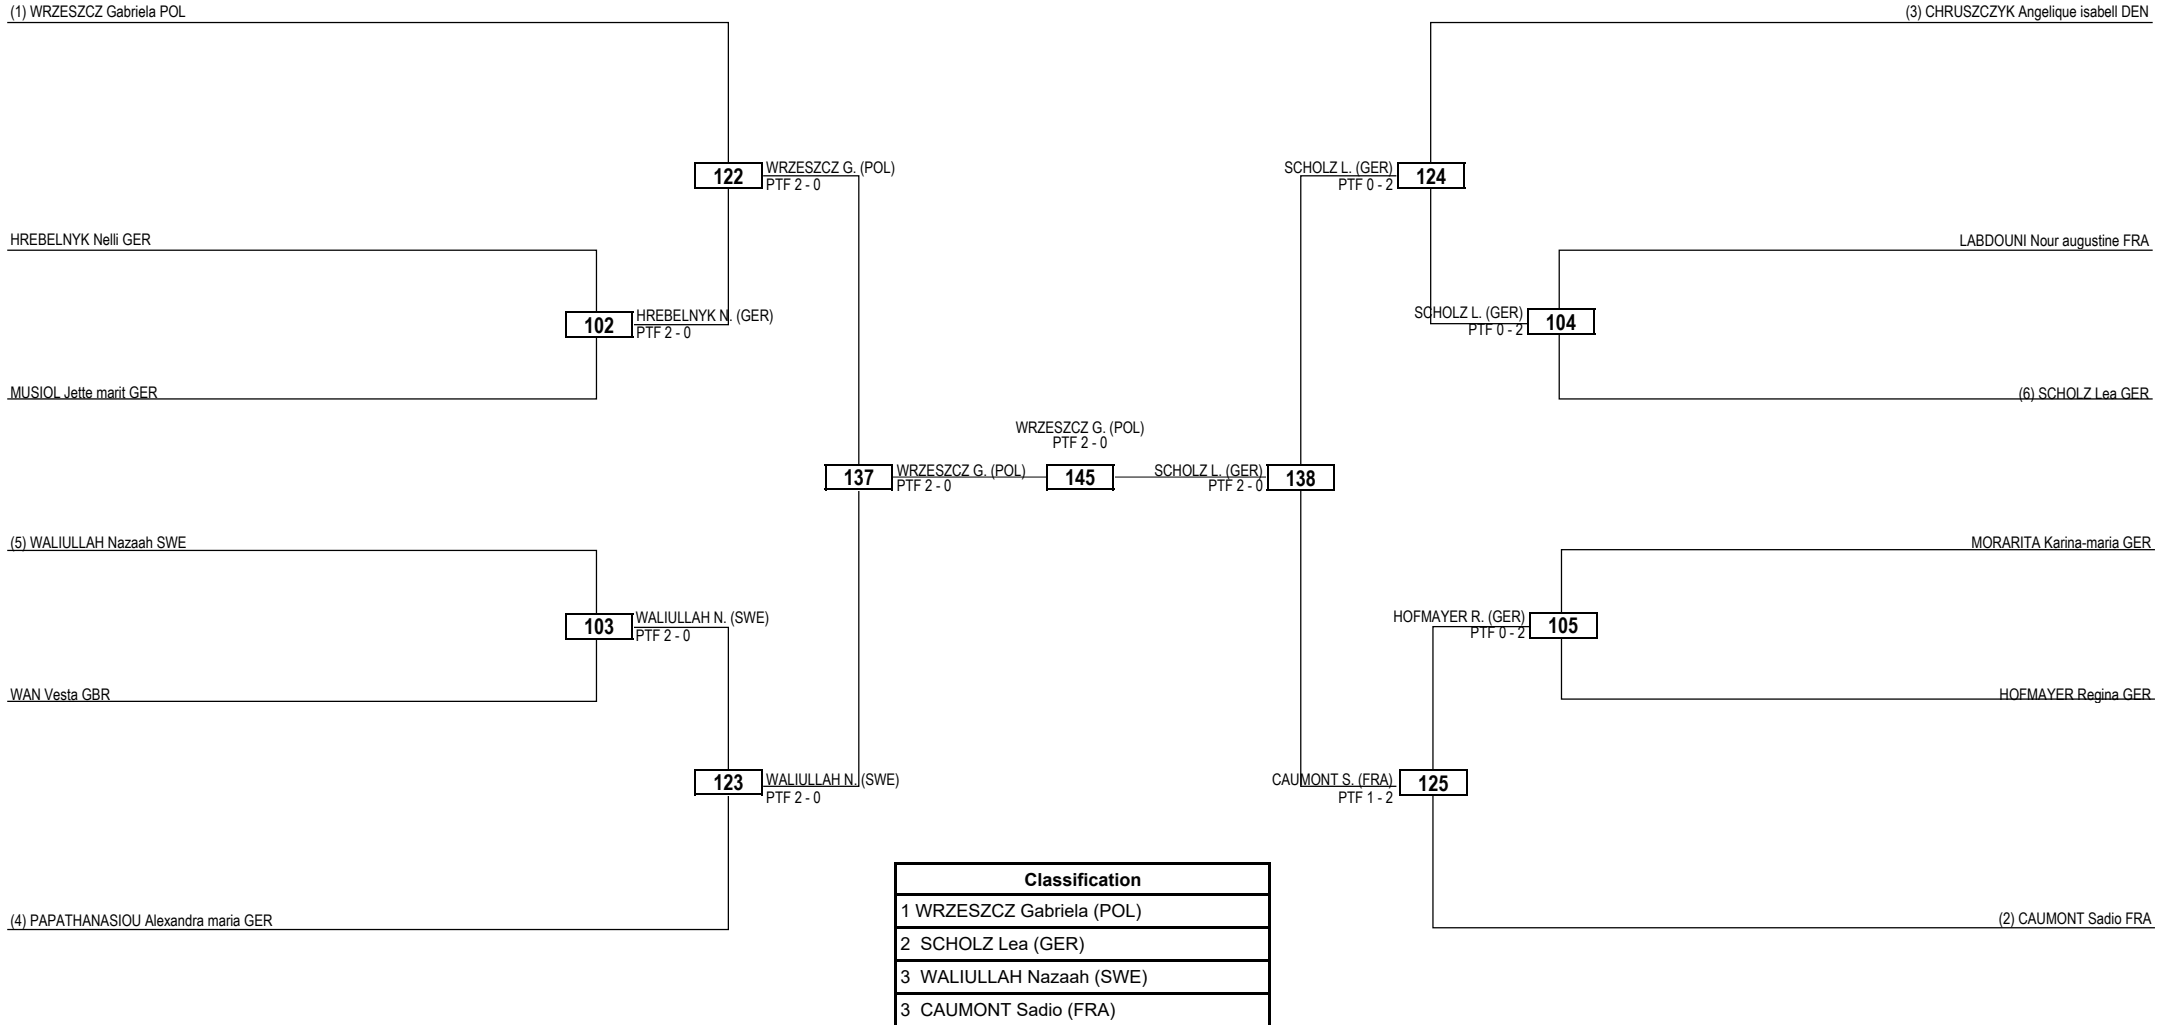 (1) WRZESZCZ Gabriela POL
(3) CHRUSZCZYK Angelique isabell DEN
122
WRZESZCZ G. (POL)
PTF 2 - 0
SCHOLZ L. (GER)
PTF 0 - 2
124
HREBELNYK Nelli GER
LABDOUNI Nour augustine FRA
102
HREBELNYK N. (GER)
PTF 2 - 0
SCHOLZ L. (GER)
PTF 0 - 2
104
MUSIOL Jette marit GER
(6) SCHOLZ Lea GER
WRZESZCZ G. (POL)
PTF 2 - 0
137
WRZESZCZ G. (POL)
PTF 2 - 0
145
SCHOLZ L. (GER)
PTF 2 - 0
138
(5) WALIULLAH Nazaah SWE
MORARITA Karina-maria GER
103
WALIULLAH N. (SWE)
PTF 2 - 0
HOFMAYER R. (GER)
PTF 0 - 2
105
WAN Vesta GBR
HOFMAYER Regina GER
123
WALIULLAH N. (SWE)
PTF 2 - 0
CAUMONT S. (FRA)
PTF 1 - 2
125
(4) PAPATHANASIOU Alexandra maria GER
(2) CAUMONT Sadio FRA
Classification
1 WRZESZCZ Gabriela (POL)
2 SCHOLZ Lea (GER)
3 WALIULLAH Nazaah (SWE)
3 CAUMONT Sadio (FRA)